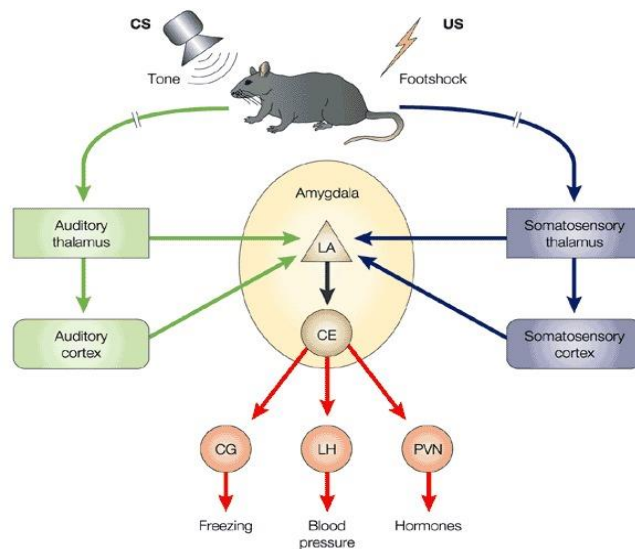 CS
US
Tone
Footshock
Amygdala
Auditory
thalamus
LA
Somatosensory
thalamus
Auditory
cortex
CE
Somatosensory
cortex
CG
LH
PVN
Freezing
Blood
pressure
Hormones